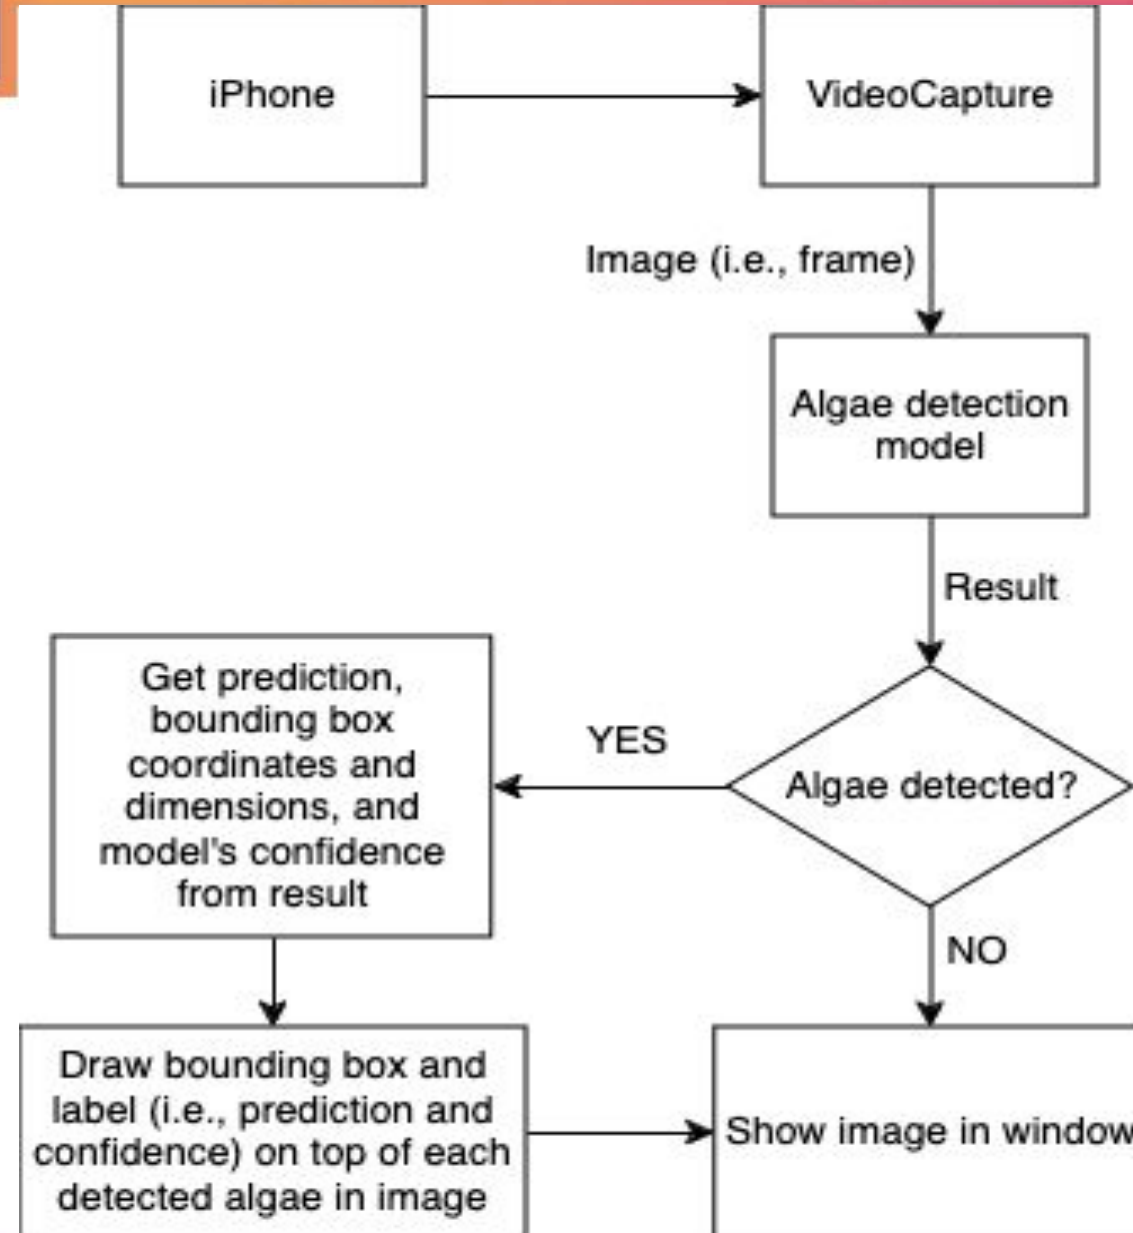 iPhone
VideoCapture
Image (i.e., frame)
Algae detection
model
Result
Algae detected?
YES
Get prediction,
bounding box
coordinates and
dimensions, and
model's confidence
from result
NO
Draw bounding box and
label (i.e., prediction and
confidence) on top of each
detected algae in image
Show image in window